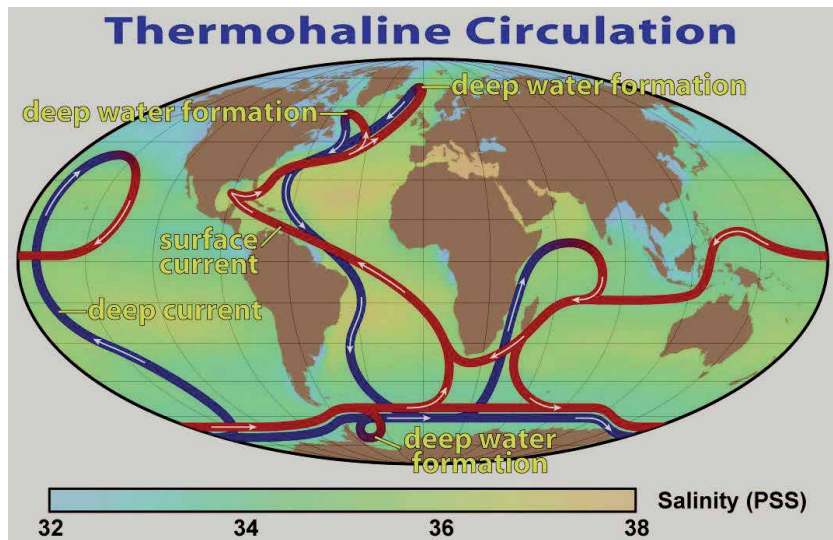 Thermohaline Circulation
deep water formation
deep water formation
surface
current
deep current
deep water
formation
Salinity (PSS)
32
34
36
38